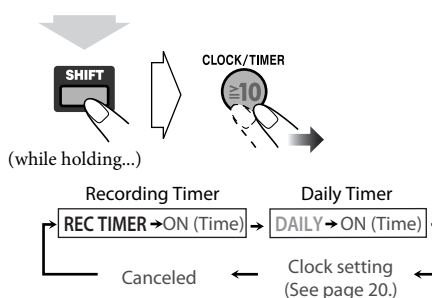 SHIFT
CLOCK/TIMER
≧10
(while holding...)
Recording Timer
Daily Timer
REC TIMER → ON (Time) → DAILY → ON (Time)
Canceled ← Clock setting ←
(See page 20.)